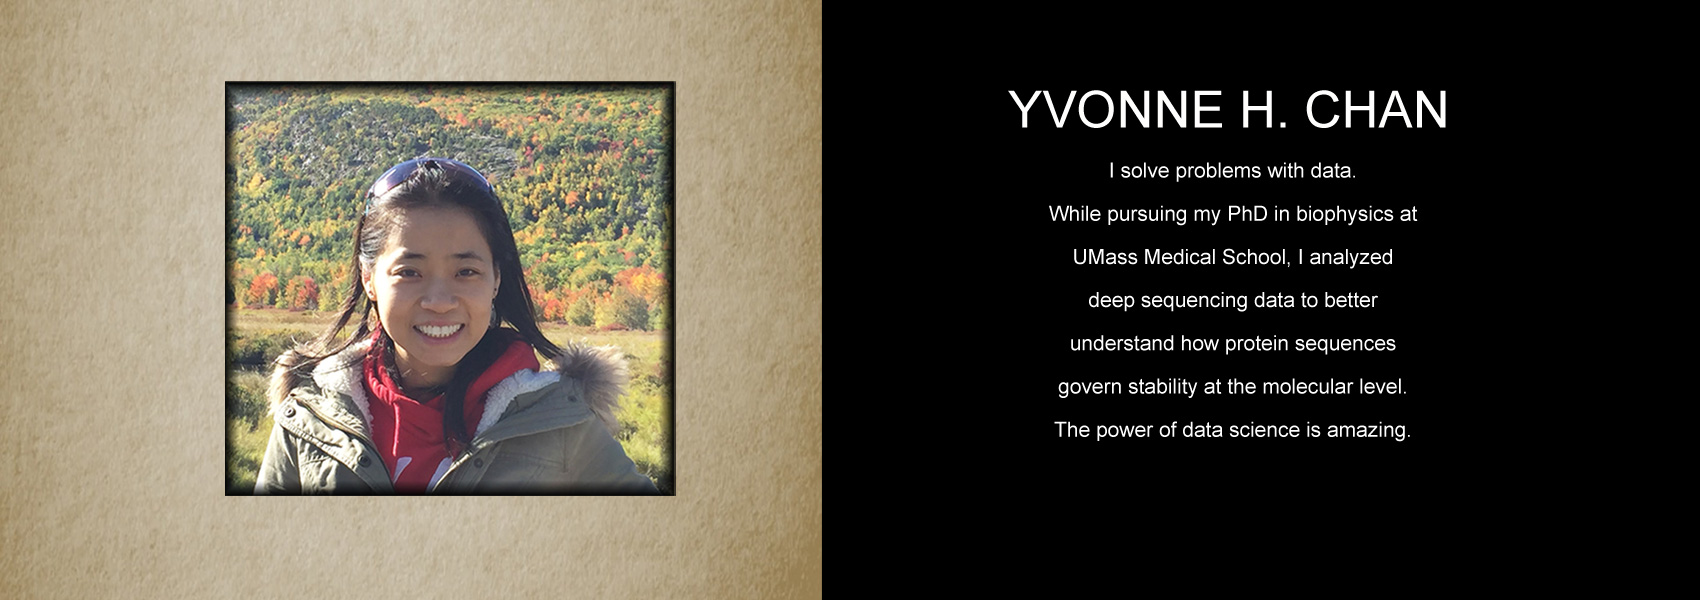 YVONNE H. CHAN
I solve problems with data.
While pursuing my PhD in biophysics at
UMass Medical School, I analyzed
deep sequencing data to better
understand how protein sequences
govern stability at the molecular level.
The power of data science is amazing.